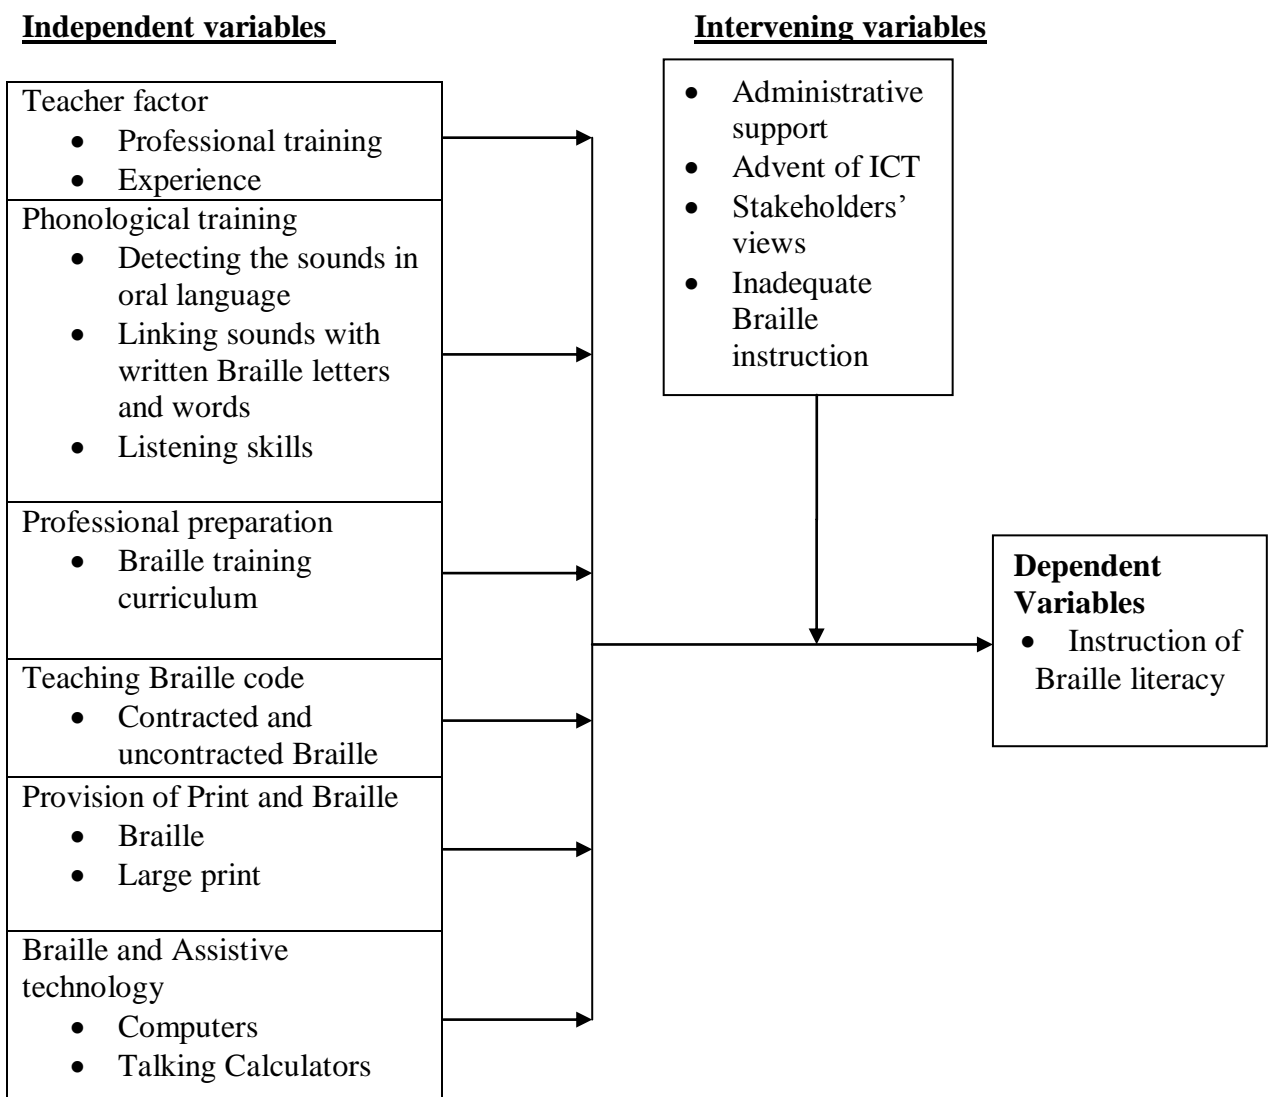 Independent variables
Teacher factor
• Professional training
• Experience
Phonological training
• Detecting the sounds in
oral language
• Linking sounds with
written Braille letters
and words
• Listening skills
Professional preparation
• Braille training
curriculum
Teaching Braille code
• Contracted and
uncontracted Braille
Provision of Print and Braille
• Braille
• Large print
Braille and Assistive
technology
• Computers
• Talking Calculators
Intervening variables
• Administrative
support
• Advent of ICT
• Stakeholders’
views
• Inadequate
Braille
instruction
Dependent
Variables
• Instruction of
Braille literacy